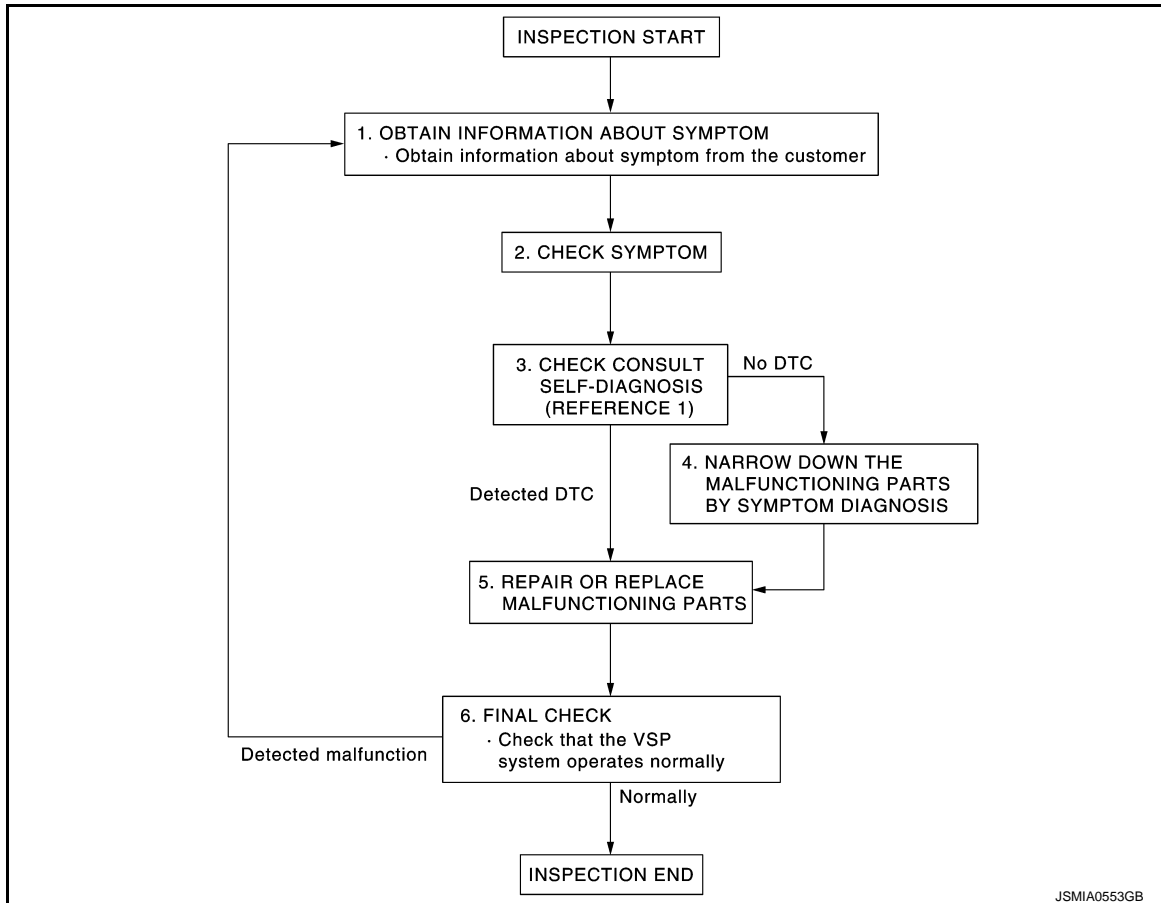 INSPECTION START
1. OBTAIN INFORMATION ABOUT SYMPTOM
· Obtain information about symptom from the customer
2. CHECK SYMPTOM
3. CHECK CONSULT
SELF-DIAGNOSIS
(REFERENCE 1)
No DTC
4. NARROW DOWN THE
MALFUNCTIONING PARTS
BY SYMPTOM DIAGNOSIS
Detected DTC
5. REPAIR OR REPLACE
MALFUNCTIONING PARTS
6. FINAL CHECK
· Check that the VSP
system operates normally
Detected malfunction
Normally
INSPECTION END
JSMIA0553GB